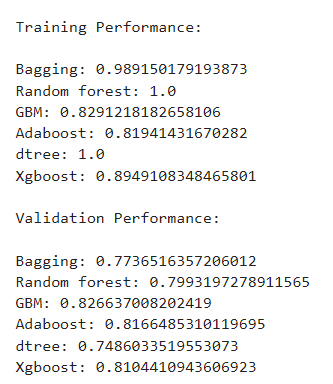 Training Performance:
Bagging: 0.989150179193873
Random forest: 1.0
GBM: 0.8291218182658106
Adaboost: 0.81941431670282
dtree: 1.0
Xgboost: 0.8949108348465801
Validation Performance:
Bagging: 0.7736516357206012
Random forest: 0.7993197278911565
GBM: 0.826637008202419
Adaboost: 0.8166485310119695
dtree: 0.7486033519553073
Xgboost: 0.8104410943606923